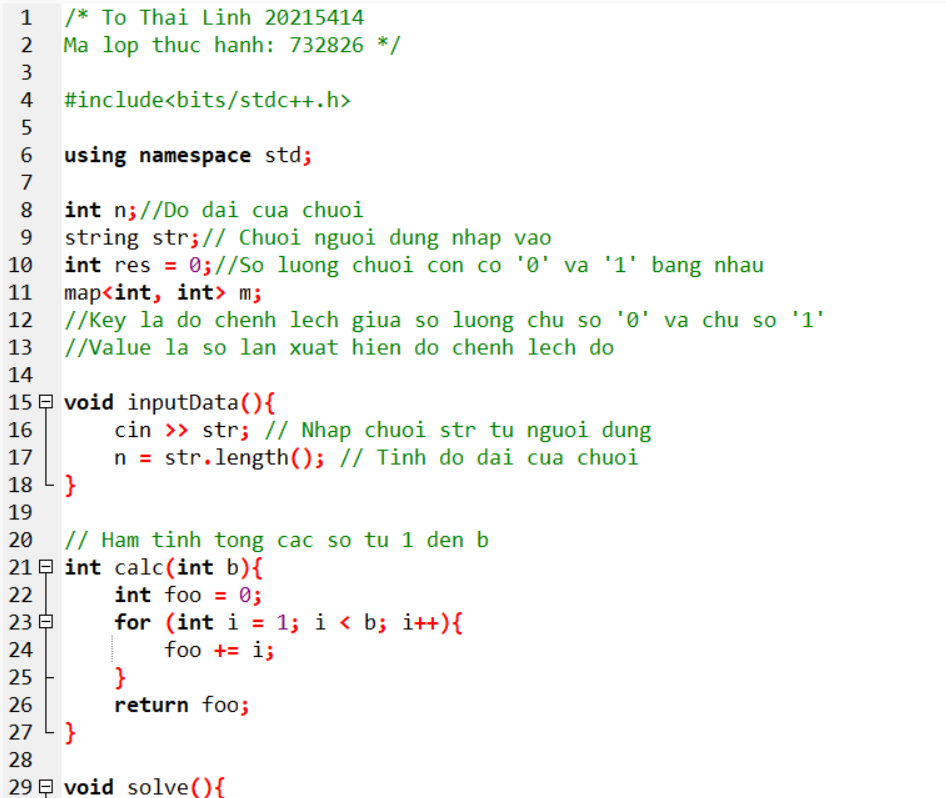 1 /* To Thai Linh 20215414
2 Ma lop thuc hanh: 732826 */
3
4 #include<bits/stdc++.h>
5
6 using namespace std;
7
8 int n;//Do dai cua chuoi
9 string str;// Chuoi nguoi dung nhap vao
10 int res = 0;//So luong chuoi con co '0' va '1' bang nhau
11 map<int, int> m;
12 //Key la do chenh lech giua so luong chu so '0' va chu so '1'
13 //Value la so lan xuat hien do chenh lech do
14
15 void inputData(){
16     cin >> str; // Nhap chuoi str tu nguoi dung
17     n = str.length(); // Tinh do dai cua chuoi
18 }
19
20 // Ham tinh tong cac so tu 1 den b
21 int calc(int b){
22     int foo = 0;
23     for (int i = 1; i < b; i++){
24         foo += i;
25     }
26     return foo;
27 }
28
29 void solve(){